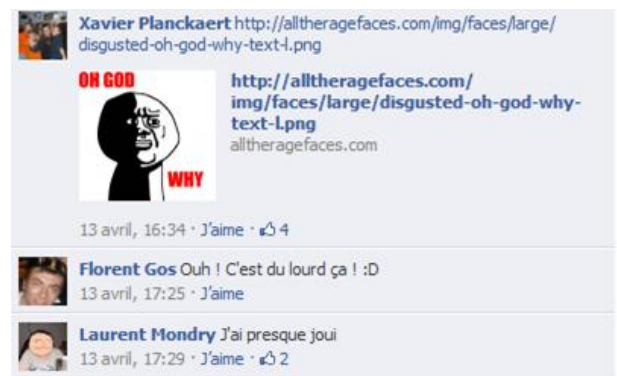 Xavier Planckaert http://alltheragefaces.com/img/faces/large/
disgusted-oh-god-why-text-l.png
OH GOD
WHY
http://alltheragefaces.com/
img/faces/large/disgusted-oh-god-why-
text-l.png
alltheragefaces.com
13 avril, 16:34 · J'aime · 4
Florent Gos Ouh ! C'est du lourd ça ! :D
13 avril, 17:25 · J'aime
Laurent Mondry J'ai presque joui
13 avril, 17:29 · J'aime · 2